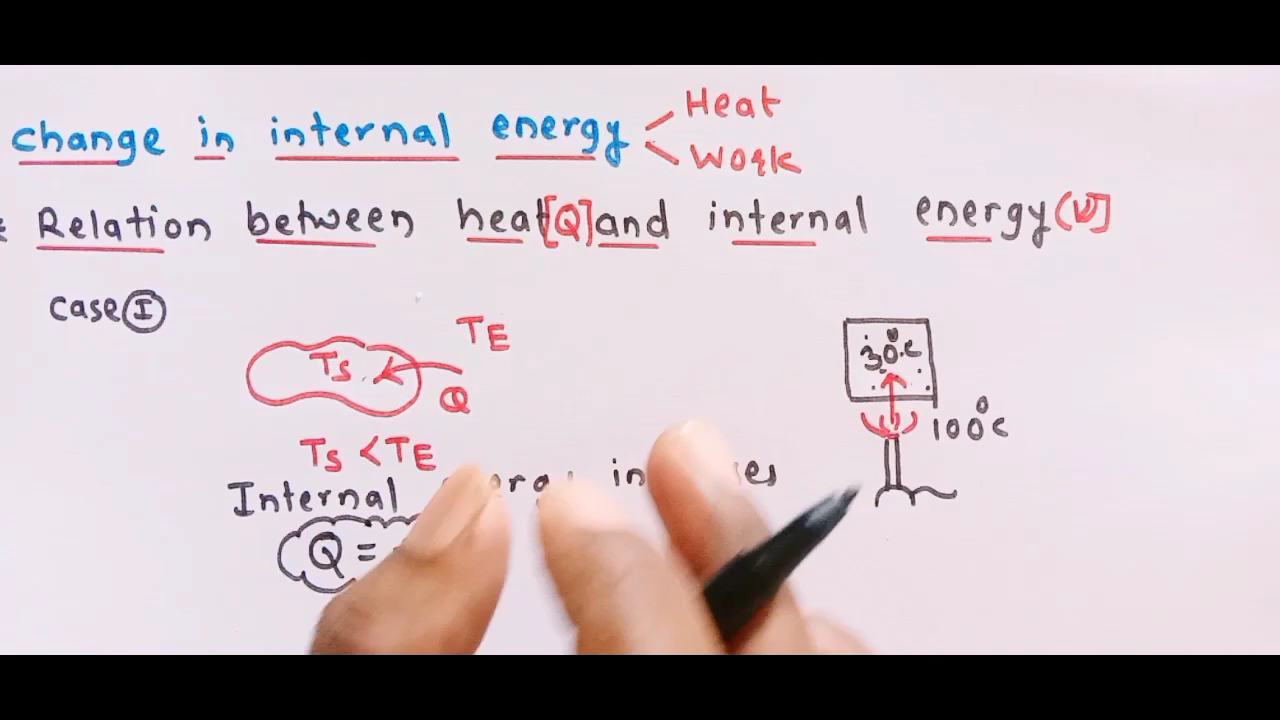 change in internal energy
Heat
Work
Relation between heat[Q]and internal energy(U]
Case I
TE
Ts
Q
Ts < TE
30°C
100°C
Internal
Q =